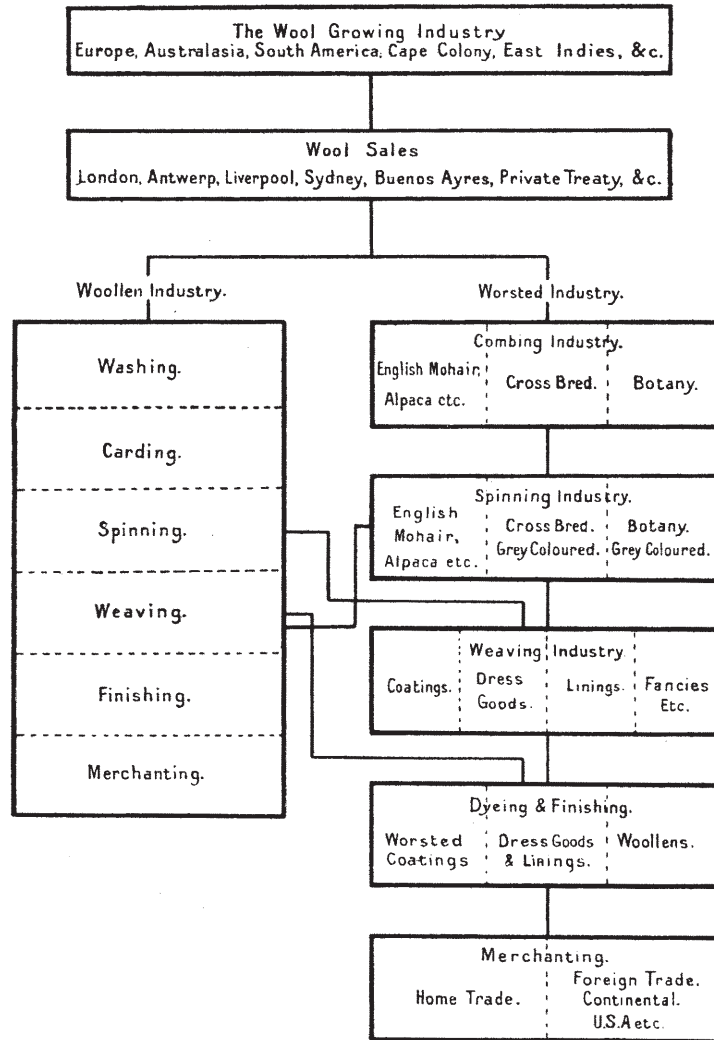 The Wool Growing Industry
Europe, Australasia, South America, Cape Colony, East Indies, &c.
Wool Sales
London, Antwerp, Liverpool, Sydney, Buenos Ayres, Private Treaty, &c.
Woollen Industry.
Washing.
Carding.
Spinning.
Weaving.
Finishing.
Merchanting.
Worsted Industry.
Combing Industry.
English Mohair,
Alpaca etc.
Cross Bred.
Botany.
Spinning Industry.
English
Mohair,
Alpaca etc.
Cross Bred.
Grey Coloured.
Botany.
Grey Coloured.
Weaving Industry
Coatings.
Dress
Goods.
Linings.
Fancies
Etc.
Dyeing & Finishing.
Worsted
Coatings
Dress Goods
& Linings.
Woollens.
Merchanting.
Home Trade.
Foreign Trade.
Continental.
U.S.A etc.